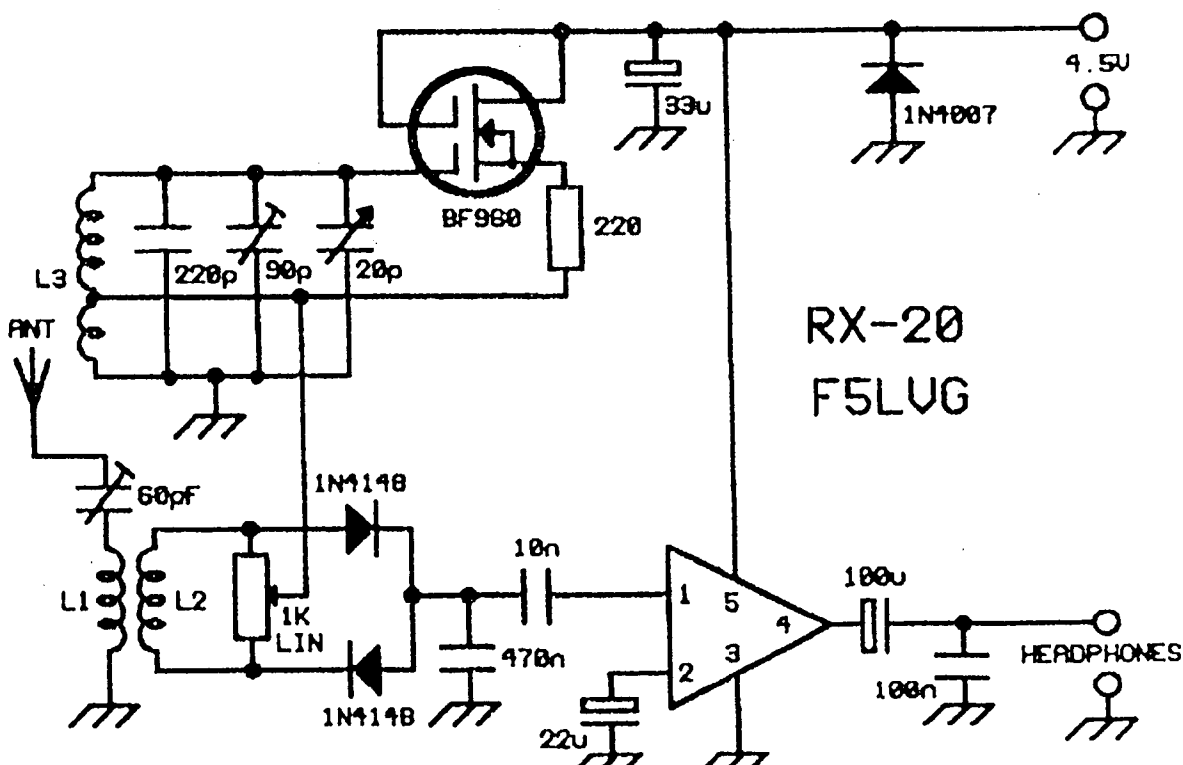 4.5V
33u
1N4007
BF960
220
L3
220p
90p
20p
ANT
RX-20
F5LVG
60pF
1N4148
10n
100u
L1
L2
1K
LIN
1
5
4
2
3
470n
HEADPHONES
100n
1N4148
22u